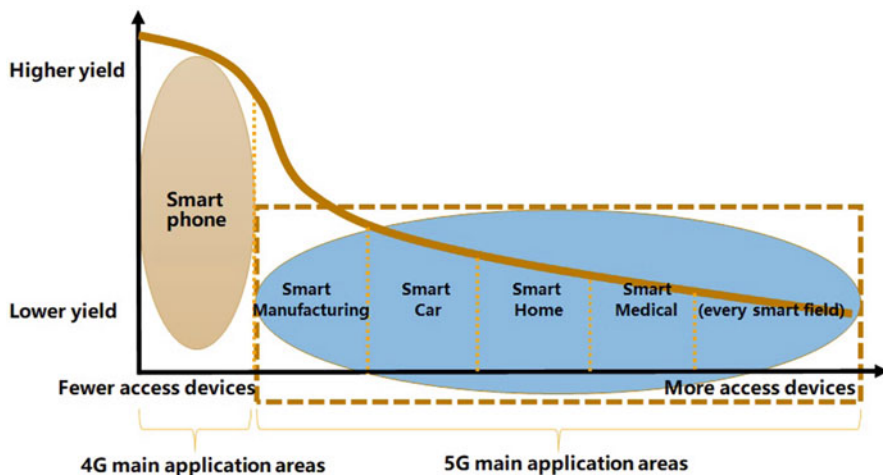 Higher yield
Smart
phone
Lower yield
Smart
Manufacturing
Smart
Car
Smart
Home
Smart
Medical
(every smart field)
Fewer access devices
More access devices
4G main application areas
5G main application areas